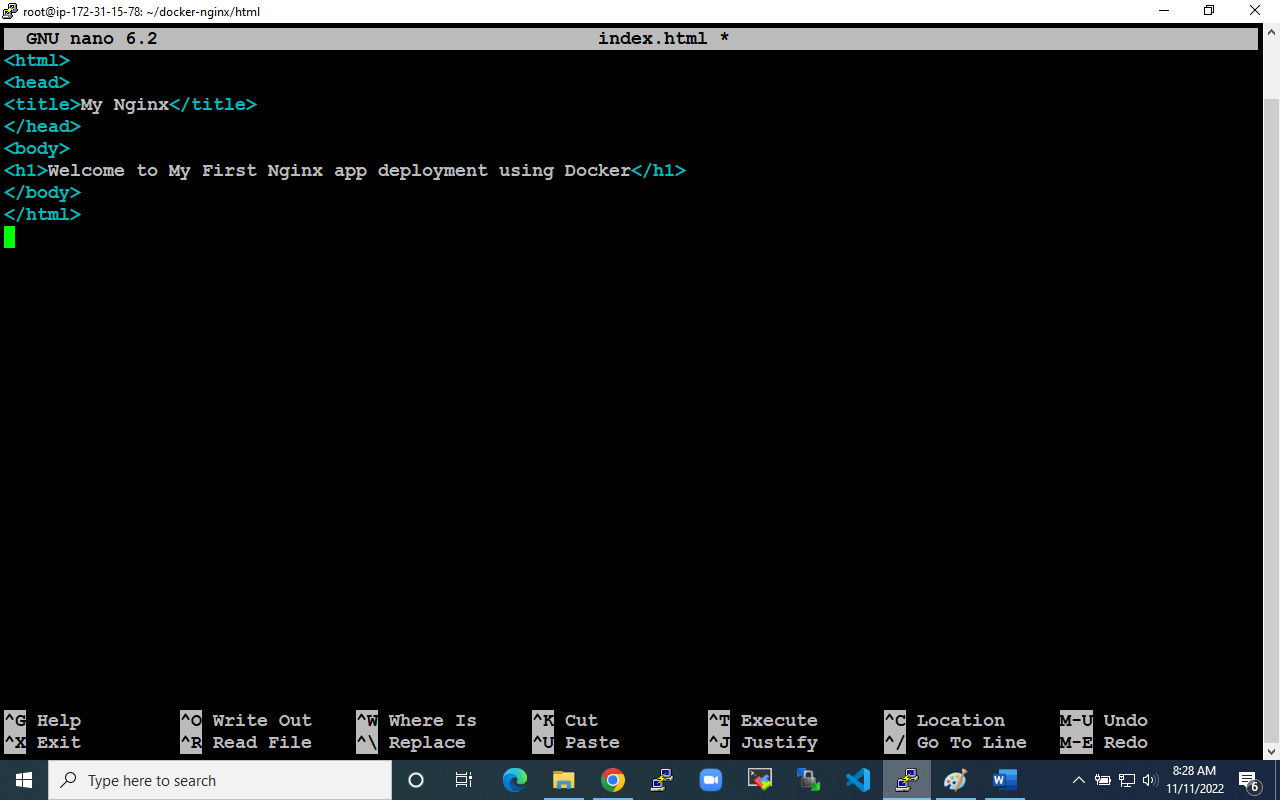 root@ip-172-31-15-78: ~/docker-nginx/html
GNU nano 6.2 index.html *
<html>
<head>
<title>My Nginx</title>
</head>
<body>
<h1>Welcome to My First Nginx app deployment using Docker</h1>
</body>
</html>
^G Help ^O Write Out ^W Where Is ^K Cut ^T Execute ^C Location M-U Undo
^X Exit ^R Read File ^\ Replace ^U Paste ^J Justify ^/ Go To Line M-E Redo
Type here to search
8:28 AM
11/11/2022
6